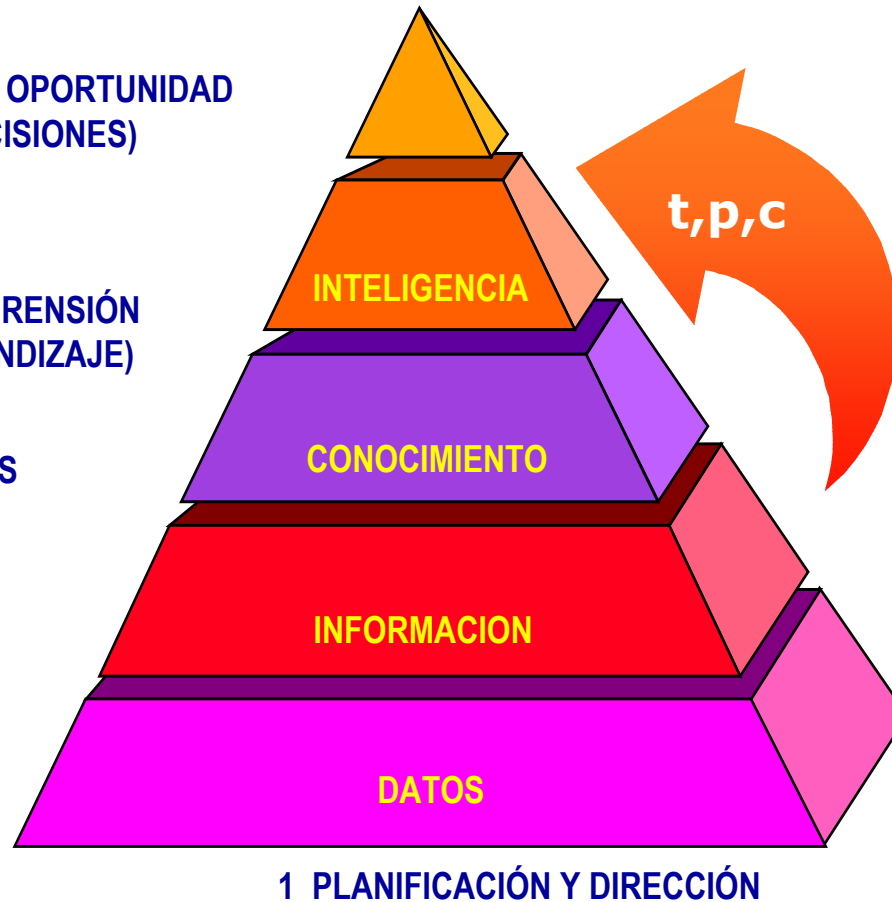 OPORTUNIDAD
CISIONES)
t,p,c
INTELIGENCIA
RENSIÓN
NDIZAJE)
CONOCIMIENTO
S
INFORMACION
DATOS
1 PLANIFICACIÓN Y DIRECCIÓN